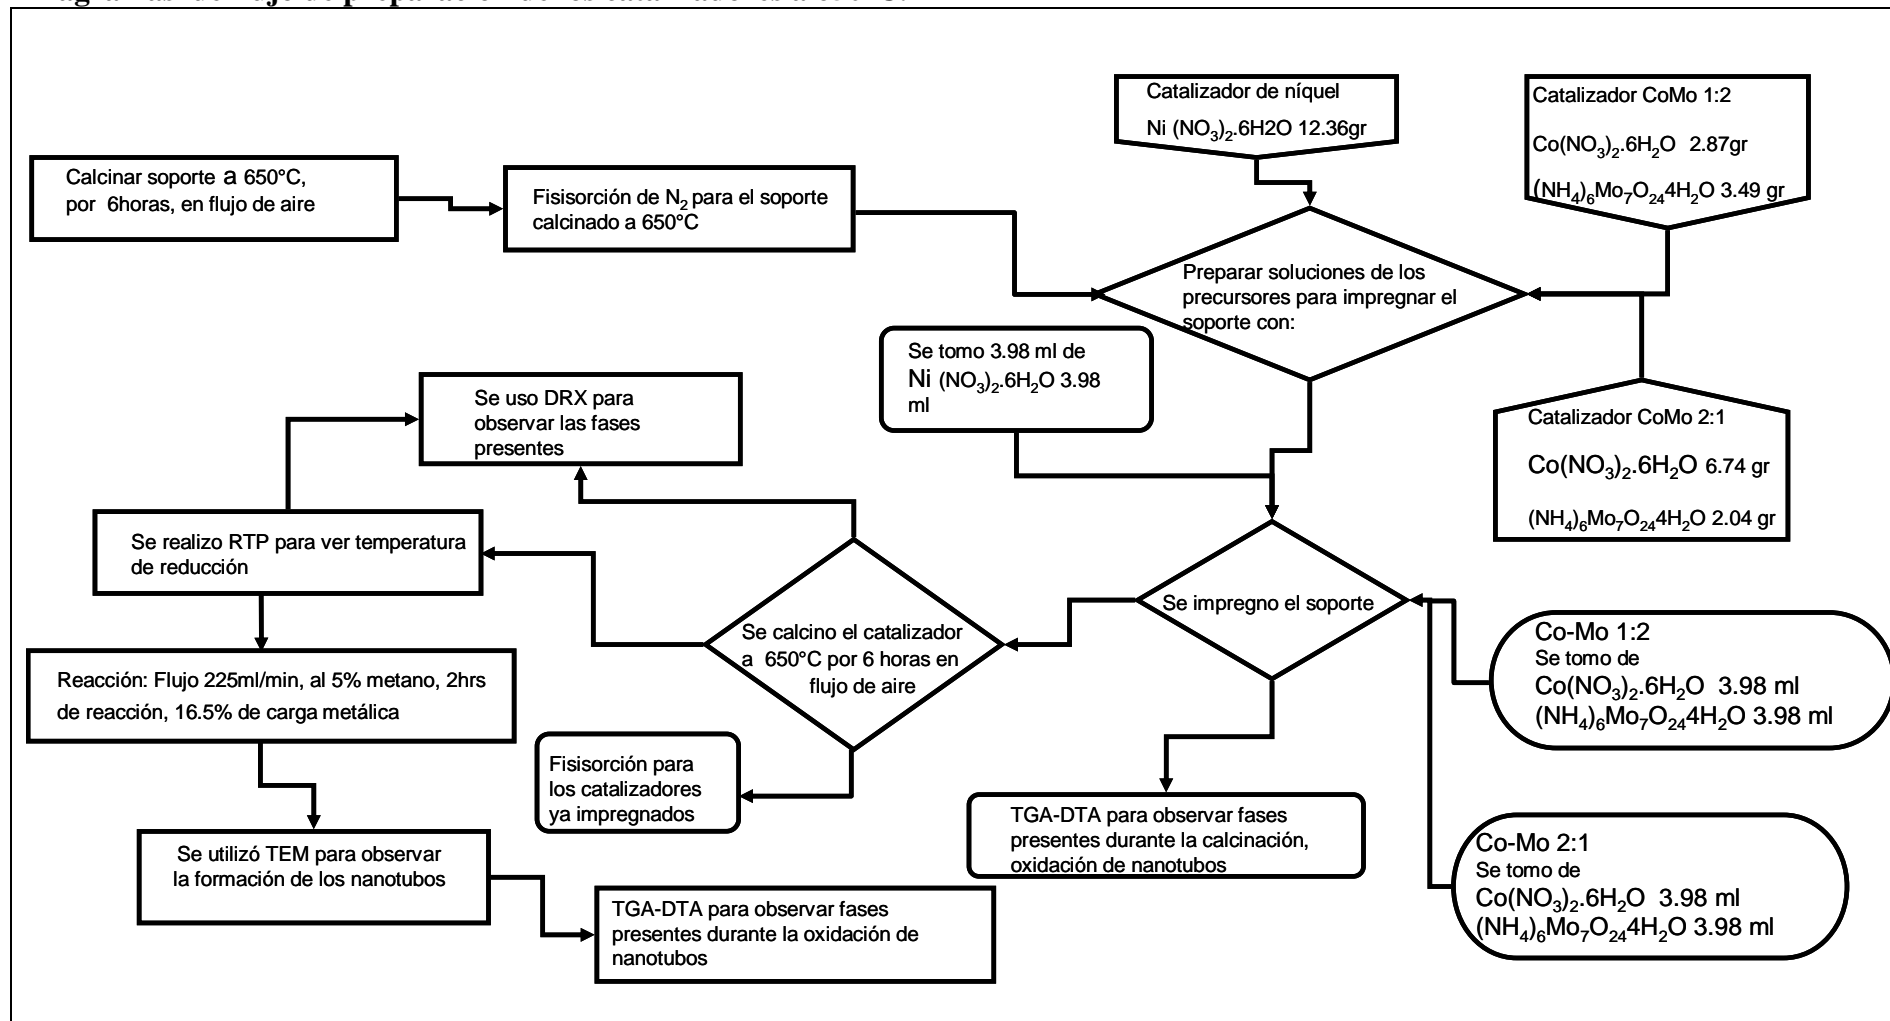 Catalizador de níquel
Ni (NO3)2.6H2O 12.36gr
Catalizador CoMo 1:2
Co(NO3)2.6H2O 2.87gr
(NH4)6Mo7O244H2O 3.49 gr
Calcinar soporte a 650°C,
por 6horas, en flujo de aire
Fisisorción de N2 para el soporte
calcinado a 650°C
Preparar soluciones de los
precursores para impregnar el
soporte con:
Se tomo 3.98 ml de
Ni (NO3)2.6H2O 3.98
ml
Se uso DRX para
observar las fases
presentes
Catalizador CoMo 2:1
Co(NO3)2.6H2O 6.74 gr
(NH4)6Mo7O244H2O 2.04 gr
Se realizo RTP para ver temperatura
de reducción
Se calcino el catalizador
a 650°C por 6 horas en
flujo de aire
Se impregno el soporte
Co-Mo 1:2
Se tomo de
Co(NO3)2.6H2O 3.98 ml
(NH4)6Mo7O244H2O 3.98 ml
Reacción: Flujo 225ml/min, al 5% metano, 2hrs
de reacción, 16.5% de carga metálica
Fisisorción para
los catalizadores
ya impregnados
TGA-DTA para observar fases
presentes durante la calcinación,
oxidación de nanotubos
Se utilizó TEM para observar
la formación de los nanotubos
Co-Mo 2:1
Se tomo de
Co(NO3)2.6H2O 3.98 ml
(NH4)6Mo7O244H2O 3.98 ml
TGA-DTA para observar fases
presentes durante la oxidación de
nanotubos